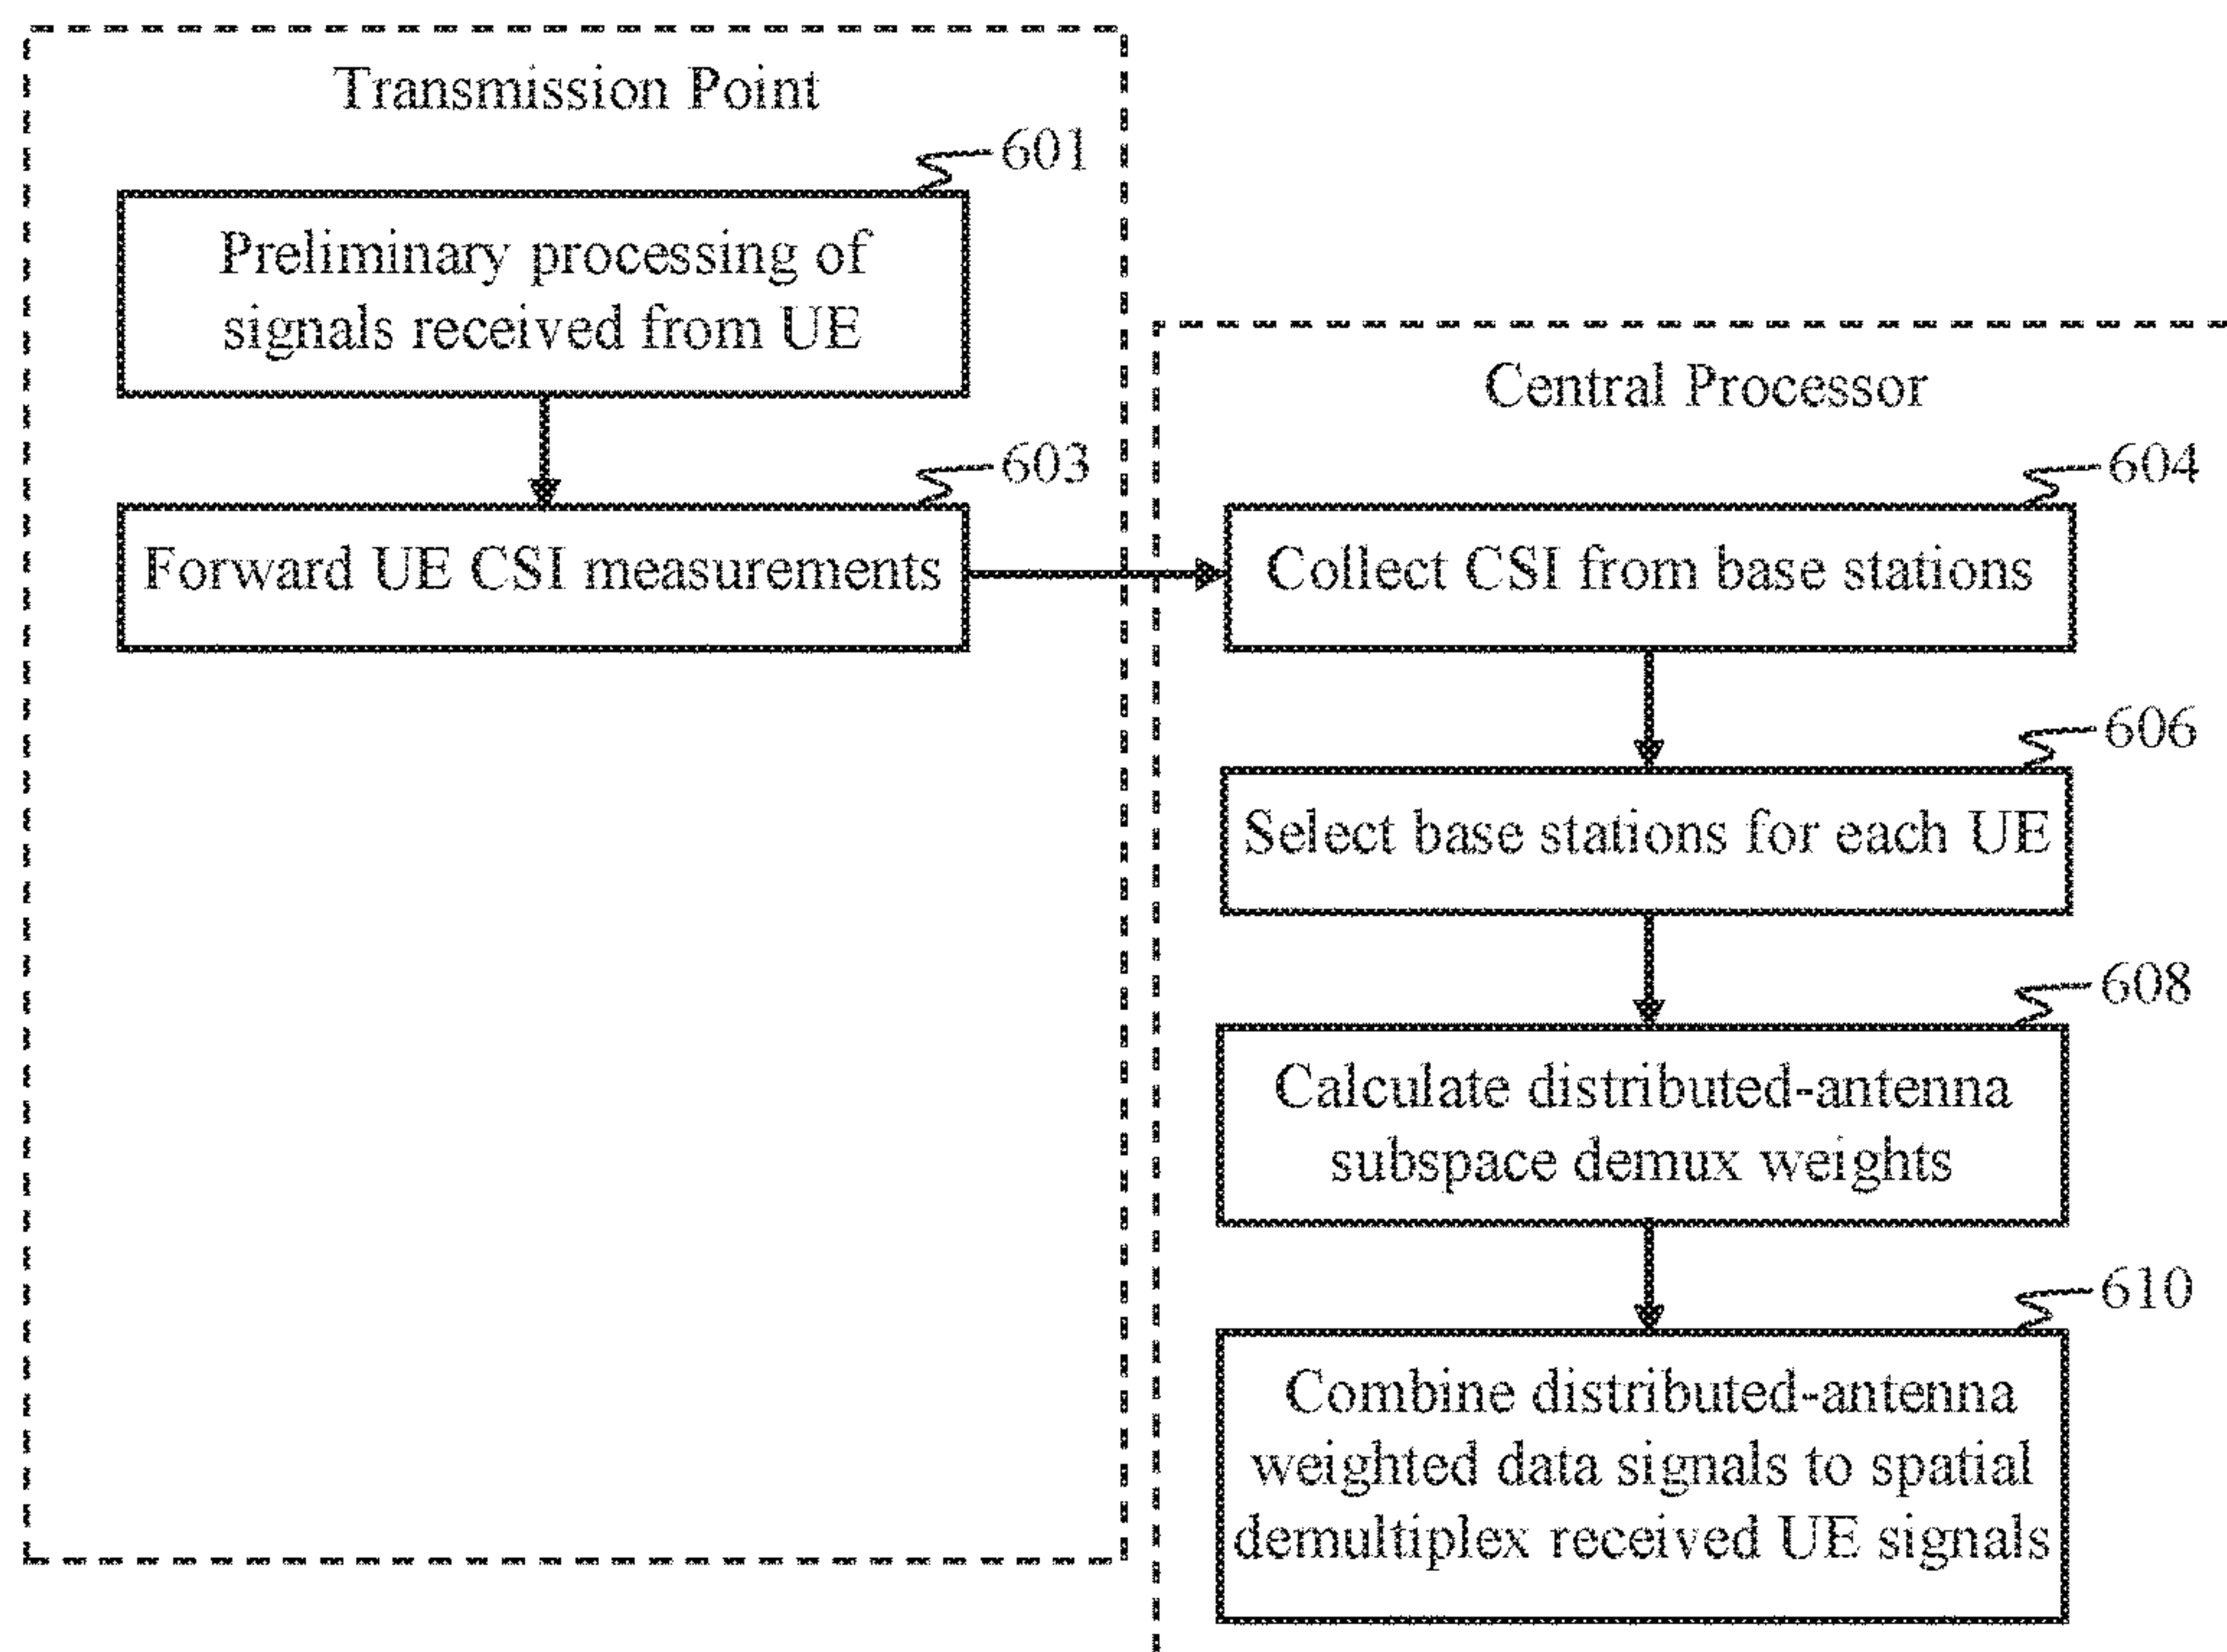 Transmission Point
601
Preliminary processing of
signals received from UE
603
Forward UE CSI measurements
Central Processor
604
Collect CSI from base stations
606
Select base stations for each UE
608
Calculate distributed-antenna
subspace demux weights
610
Combine distributed-antenna
weighted data signals to spatial
demultiplex received UE signals